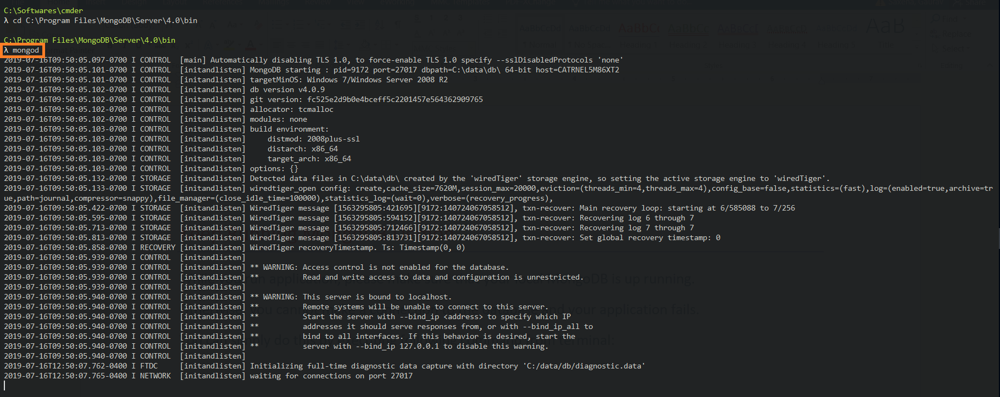 C:\Softwares\cmder
λ cd C:\Program Files\MongoDB\Server\4.0\bin
C:\Program Files\MongoDB\Server\4.0\bin
λ mongod
2019-07-16T09:50:05.097-0700 I CONTROL  [main] Automatically disabling TLS 1.0, to force-enable TLS 1.0 specify --sslDisabledProtocols 'none'
2019-07-16T09:50:05.101-0700 I CONTROL  [initandlisten] MongoDB starting : pid=9172 port=27017 dbpath=C:\data\db\ 64-bit host=CATRNEL5M86XT2
2019-07-16T09:50:05.101-0700 I CONTROL  [initandlisten] targetMinOS: Windows 7/Windows Server 2008 R2
2019-07-16T09:50:05.102-0700 I CONTROL  [initandlisten] db version v4.0.9
2019-07-16T09:50:05.102-0700 I CONTROL  [initandlisten] git version: fc525e2d9b0e4bceff5c2201457e564362909765
2019-07-16T09:50:05.102-0700 I CONTROL  [initandlisten] allocator: tcmalloc
2019-07-16T09:50:05.102-0700 I CONTROL  [initandlisten] modules: none
2019-07-16T09:50:05.103-0700 I CONTROL  [initandlisten] build environment:
2019-07-16T09:50:05.103-0700 I CONTROL  [initandlisten]     distmod: 2008plus-ssl
2019-07-16T09:50:05.103-0700 I CONTROL  [initandlisten]     distarch: x86_64
2019-07-16T09:50:05.103-0700 I CONTROL  [initandlisten]     target_arch: x86_64
2019-07-16T09:50:05.103-0700 I CONTROL  [initandlisten] options: {}
2019-07-16T09:50:05.132-0700 I STORAGE  [initandlisten] Detected data files in C:\data\db\ created by the 'wiredTiger' storage engine, so setting the active storage engine to 'wiredTiger'.
2019-07-16T09:50:05.133-0700 I STORAGE  [initandlisten] wiredtiger_open config: create,cache_size=7620M,session_max=20000,eviction=(threads_min=4,threads_max=4),config_base=false,statistics=(fast),log=(enabled=true,archive=tr
ue,path=journal,compressor=snappy),file_manager=(close_idle_time=100000),statistics_log=(wait=0),verbose=(recovery_progress),
2019-07-16T09:50:05.422-0700 I STORAGE  [initandlisten] WiredTiger message [1563295805:421695][9172:140724067058512], txn-recover: Main recovery loop: starting at 6/585088 to 7/256
2019-07-16T09:50:05.595-0700 I STORAGE  [initandlisten] WiredTiger message [1563295805:594152][9172:140724067058512], txn-recover: Recovering log 6 through 7
2019-07-16T09:50:05.713-0700 I STORAGE  [initandlisten] WiredTiger message [1563295805:712466][9172:140724067058512], txn-recover: Recovering log 7 through 7
2019-07-16T09:50:05.813-0700 I STORAGE  [initandlisten] WiredTiger message [1563295805:813731][9172:140724067058512], txn-recover: Set global recovery timestamp: 0
2019-07-16T09:50:05.858-0700 I RECOVERY [initandlisten] WiredTiger recoveryTimestamp. Ts: Timestamp(0, 0)
2019-07-16T09:50:05.939-0700 I CONTROL  [initandlisten]
2019-07-16T09:50:05.939-0700 I CONTROL  [initandlisten] ** WARNING: Access control is not enabled for the database.
2019-07-16T09:50:05.939-0700 I CONTROL  [initandlisten] **          Read and write access to data and configuration is unrestricted.
2019-07-16T09:50:05.939-0700 I CONTROL  [initandlisten]
2019-07-16T09:50:05.940-0700 I CONTROL  [initandlisten] ** WARNING: This server is bound to localhost.
2019-07-16T09:50:05.940-0700 I CONTROL  [initandlisten] **          Remote systems will be unable to connect to this server.
2019-07-16T09:50:05.940-0700 I CONTROL  [initandlisten] **          Start the server with --bind_ip <address> to specify which IP
2019-07-16T09:50:05.940-0700 I CONTROL  [initandlisten] **          addresses it should serve responses from, or with --bind_ip_all to
2019-07-16T09:50:05.940-0700 I CONTROL  [initandlisten] **          bind to all interfaces. If this behavior is desired, start the
2019-07-16T09:50:05.940-0700 I CONTROL  [initandlisten] **          server with --bind_ip 127.0.0.1 to disable this warning.
2019-07-16T09:50:05.940-0700 I CONTROL  [initandlisten]
2019-07-16T12:50:07.762-0400 I FTDC     [initandlisten] Initializing full-time diagnostic data capture with directory 'C:/data/db/diagnostic.data'
2019-07-16T12:50:07.765-0400 I NETWORK  [initandlisten] waiting for connections on port 27017